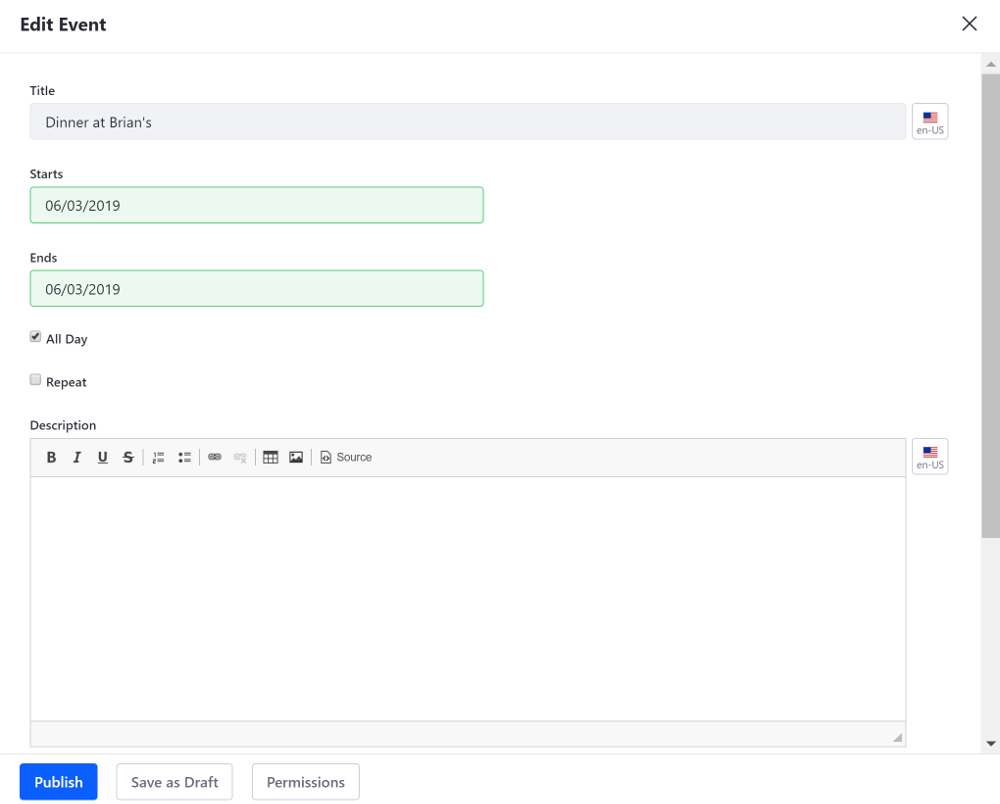 Edit Event
Title
Dinner at Brian's
en-US
Starts
06/03/2019
Ends
06/03/2019
All Day
Repeat
Description
B I U S Source
en-US
Publish Save as Draft Permissions